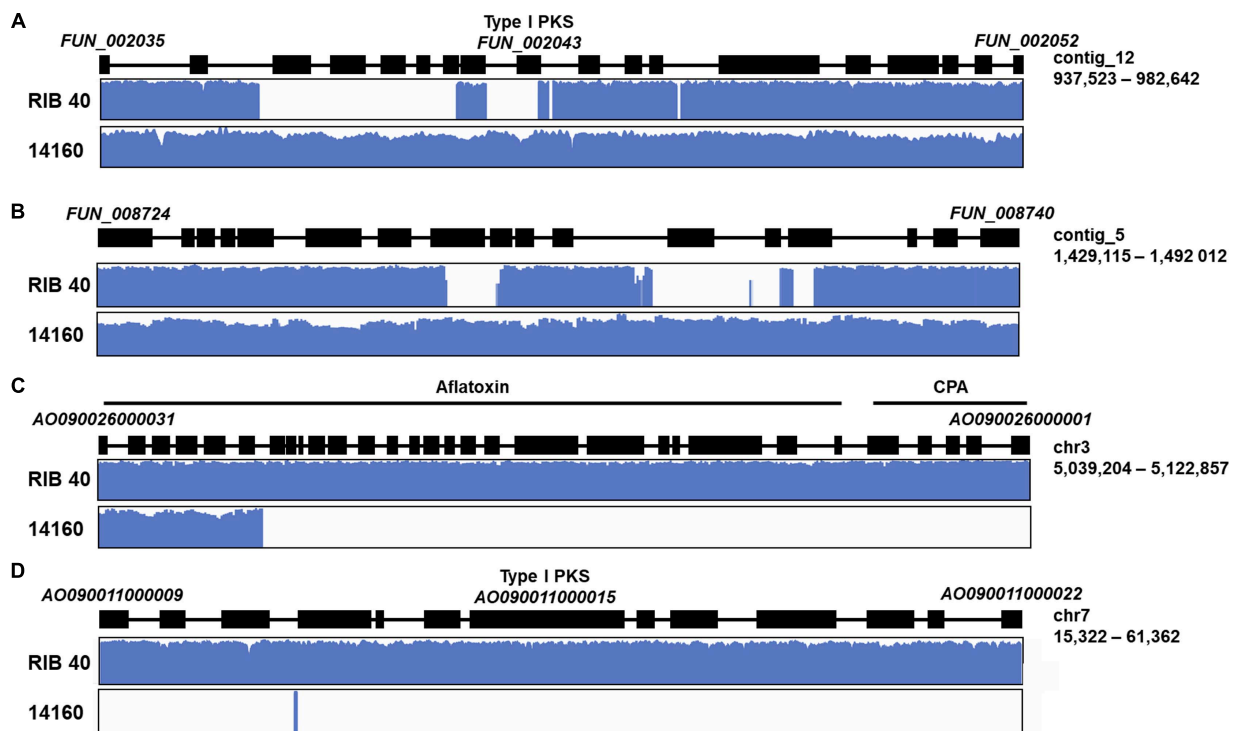 A
Type I PKS
FUN_002035
FUN_002043
FUN_002052
contig_12
937,523 – 982,642
RIB 40
14160
B
FUN_008724
FUN_008740
contig_5
1,429,115 – 1,492 012
RIB 40
14160
C
Aflatoxin
CPA
AO090026000031
AO090026000001
chr3
5,039,204 – 5,122,857
RIB 40
14160
D
Type I PKS
AO090011000009
AO090011000015
AO090011000022
chr7
15,322 – 61,362
RIB 40
14160